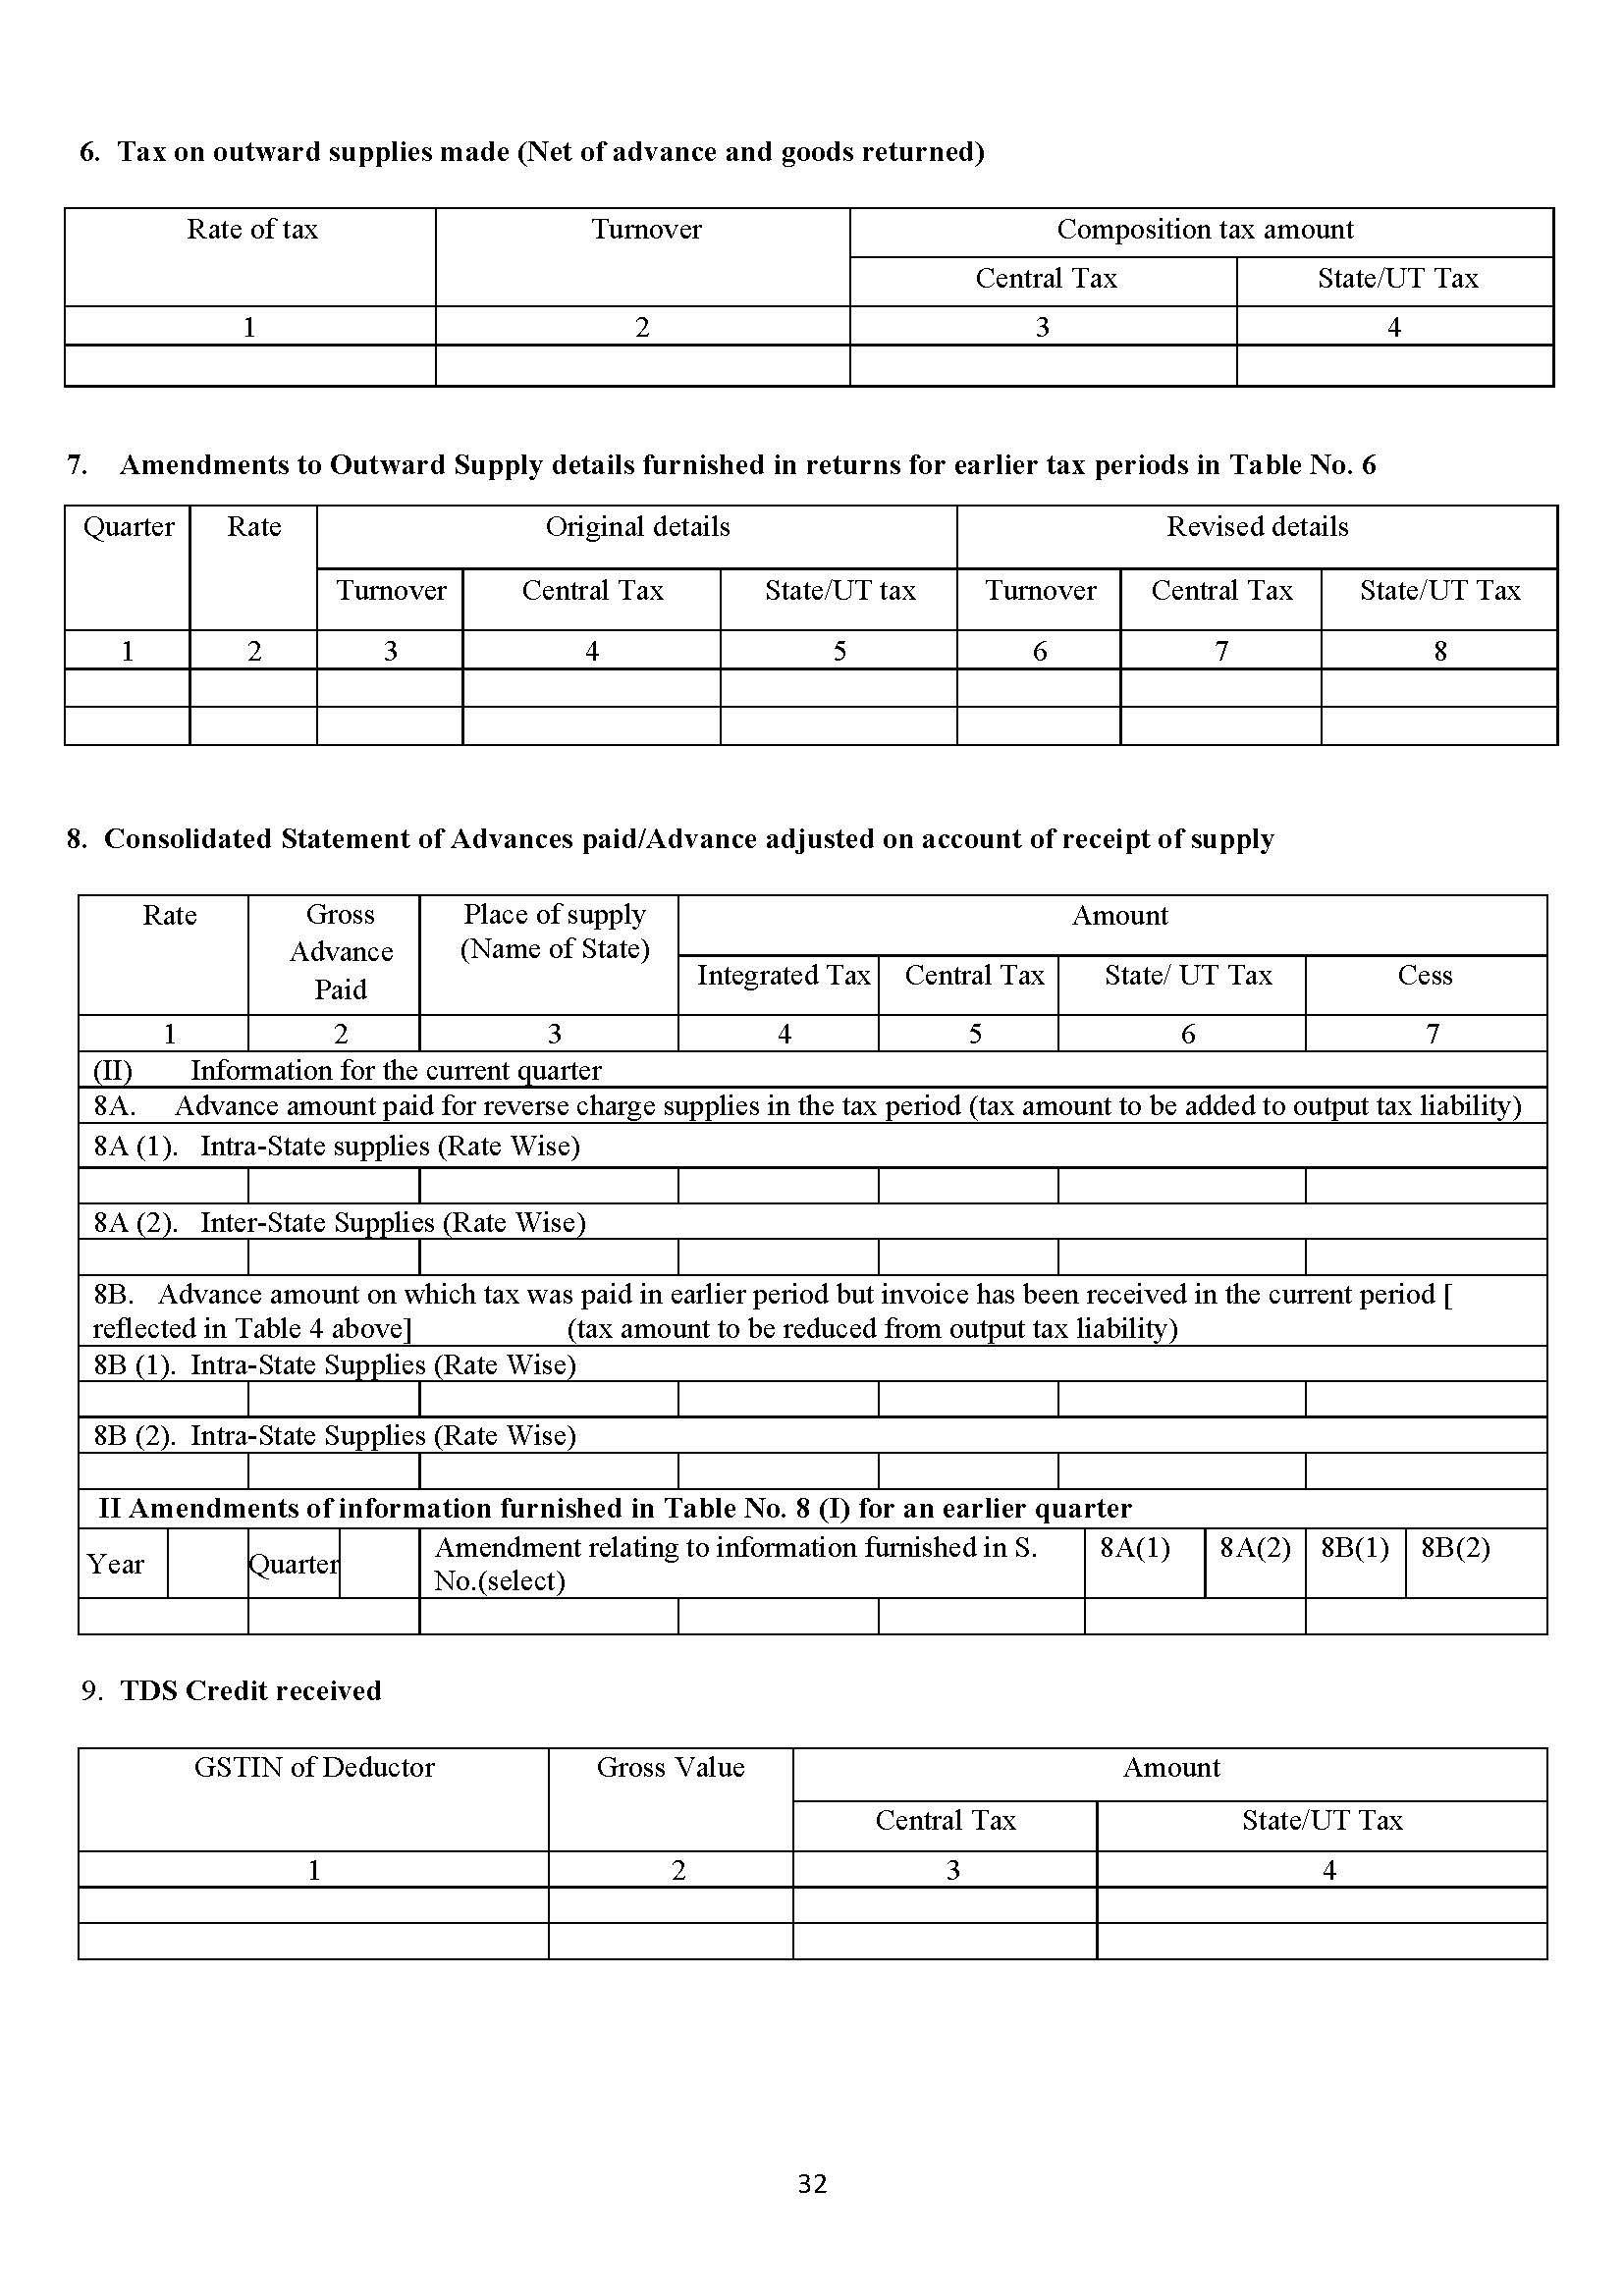 6. Tax on outward supplies made (Net of advance and goods returned)
Rate of tax Turnover Composition tax amount
Central Tax State/UT Tax
1 2 3 4
7. Amendments to Outward Supply details furnished in returns for earlier tax periods in Table No. 6
Quarter Rate Original details Revised details
Turnover Central Tax State/UT tax Turnover Central Tax State/UT Tax
1 2 3 4 5 6 7 8
8. Consolidated Statement of Advances paid/Advance adjusted on account of receipt of supply
Rate Gross Advance Paid Place of supply (Name of State) Amount
Integrated Tax Central Tax State/ UT Tax Cess
1 2 3 4 5 6 7
(II) Information for the current quarter
8A. Advance amount paid for reverse charge supplies in the tax period (tax amount to be added to output tax liability)
8A (1). Intra-State supplies (Rate Wise)
8A (2). Inter-State Supplies (Rate Wise)
8B. Advance amount on which tax was paid in earlier period but invoice has been received in the current period [
reflected in Table 4 above] (tax amount to be reduced from output tax liability)
8B (1). Intra-State Supplies (Rate Wise)
8B (2). Intra-State Supplies (Rate Wise)
II Amendments of information furnished in Table No. 8 (I) for an earlier quarter
Year Quarter Amendment relating to information furnished in S. No.(select) 8A(1) 8A(2) 8B(1) 8B(2)
9. TDS Credit received
GSTIN of Deductor Gross Value Amount
Central Tax State/UT Tax
1 2 3 4
32